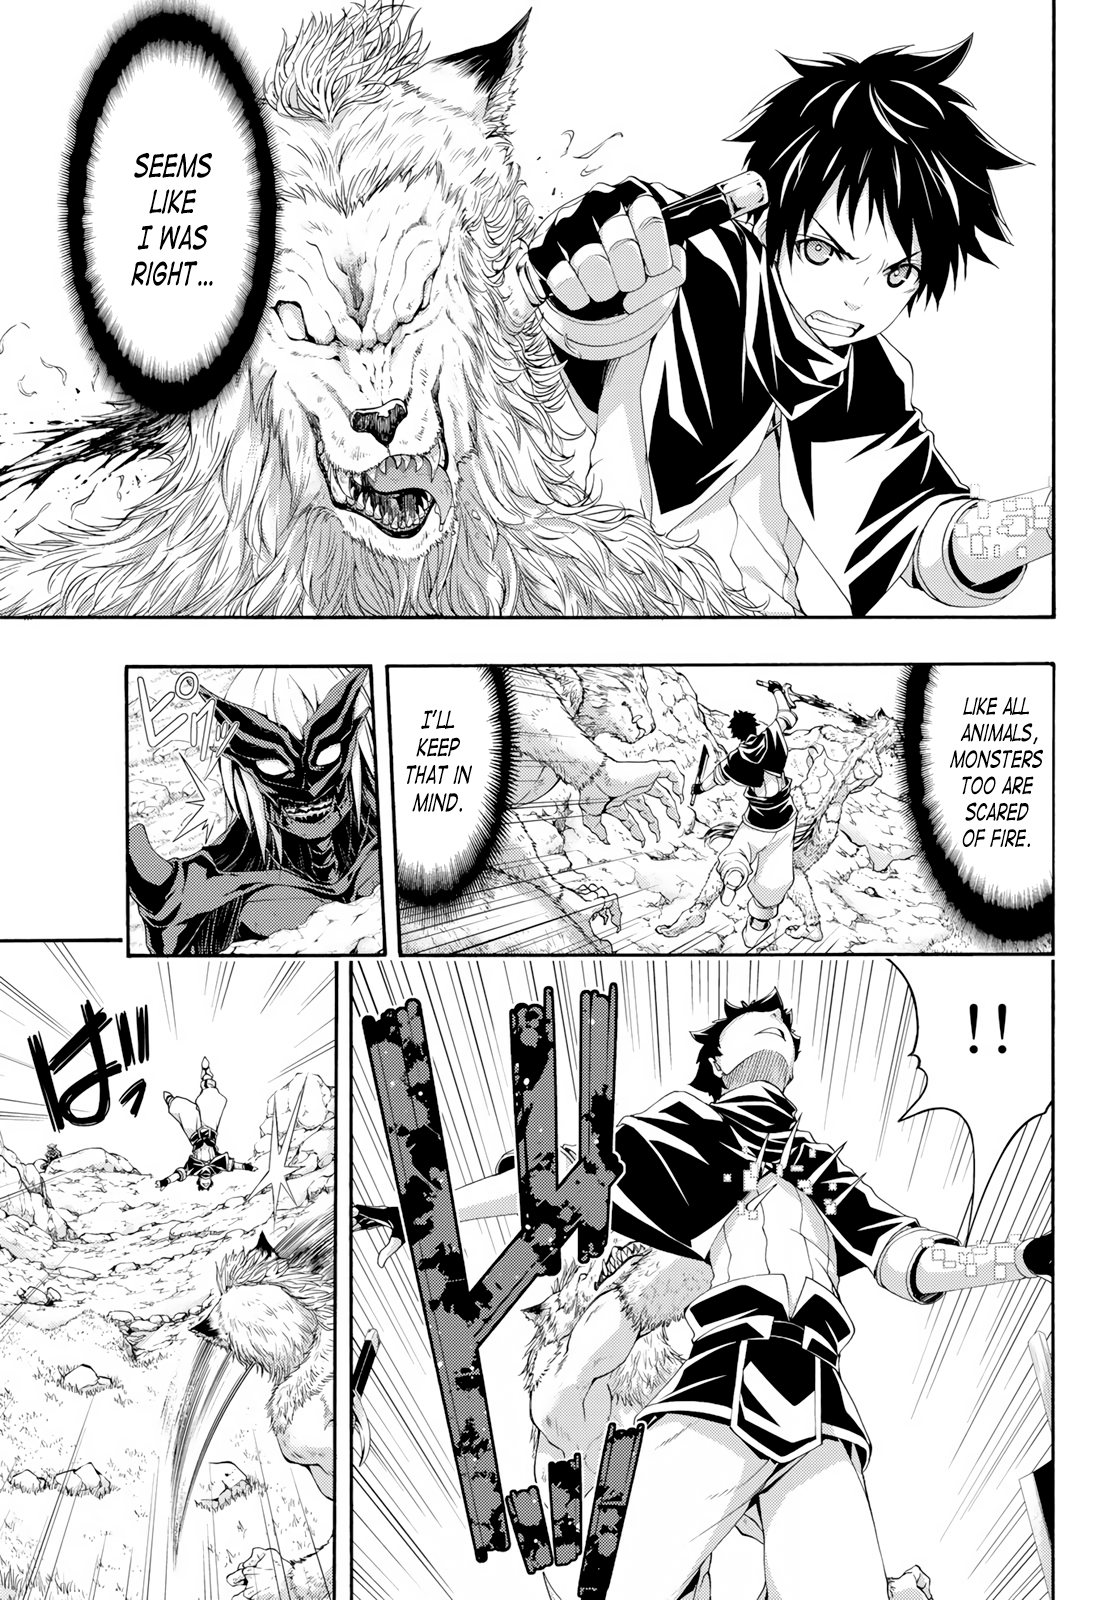 SEEMS
LIKE
I WAS
RIGHT...
LIKE ALL
ANIMALS,
MONSTERS
TOO ARE
SCARED
OF FIRE.
I'LL
KEEP
THAT IN
MIND.
ピクッ
!!
ばっ